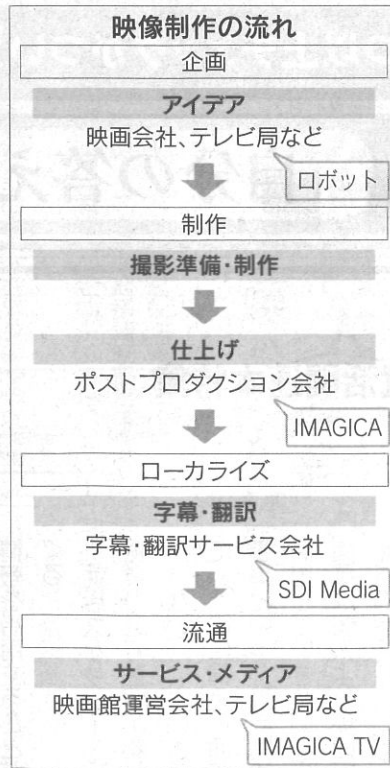 映像制作の流れ
企画
アイデア
映画会社、テレビ局など
ロボット
制作
撮影準備・制作
仕上げ
ポストプロダクション会社
IMAGICA
ローカライズ
字幕・翻訳
字幕・翻訳サービス会社
SDI Media
流通
サービス・メディア
映画館運営会社、テレビ局など
IMAGICA TV